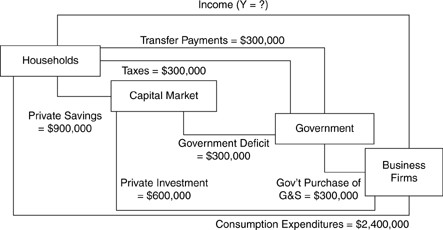 Income (Y = ?)
Transfer Payments = $300,000
Households
Taxes = $300,000
Capital Market
Private Savings
= $900,000
Government
Government Deficit
= $300,000
Business
Firms
Private Investment
= $600,000
Gov't Purchase of
G&S = $300,000
Consumption Expenditures = $2,400,000